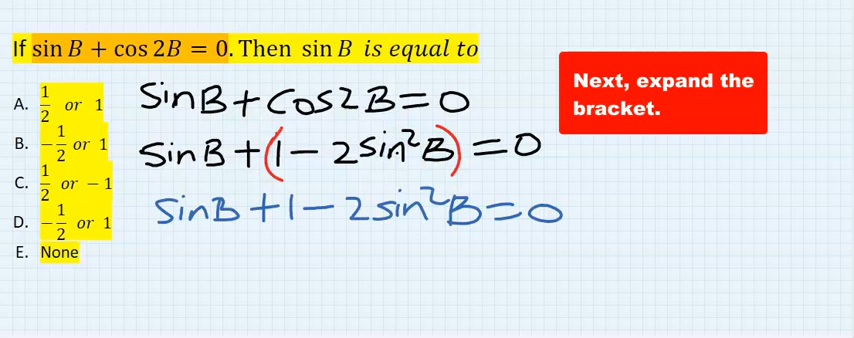 If sin B + cos 2B = 0. Then sin B is equal to
A. 1/2 or 1
B. -1/2 or 1
C. 1/2 or -1
D. -1/2 or 1
E. None
sinB + cos2B = 0
sinB + (1 - 2sin²B) = 0
sinB + 1 - 2sin²B = 0
Next, expand the
bracket.